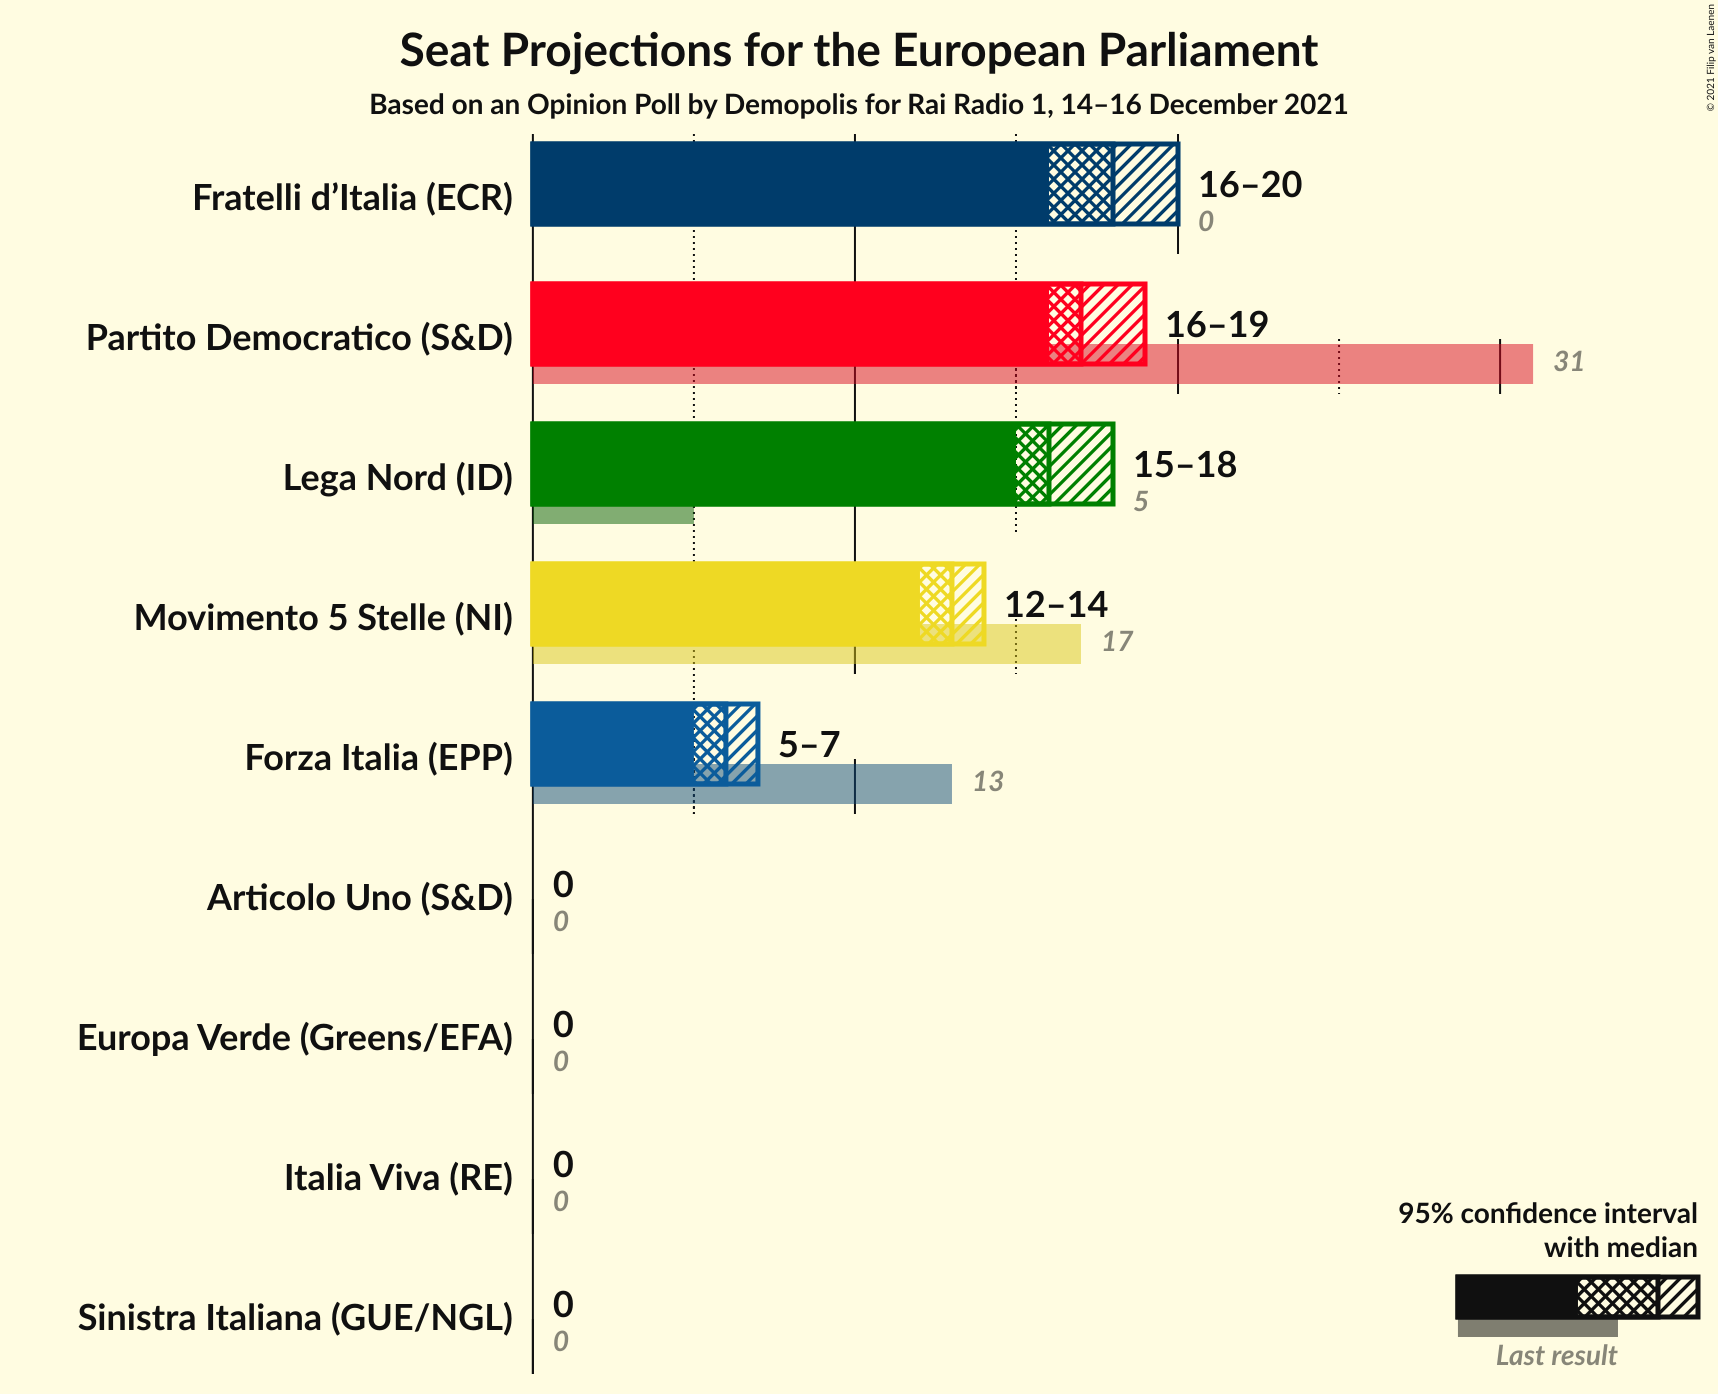 Seat Projections for the European Parliament
Based on an Opinion Poll by Demopolis for Rai Radio 1, 14–16 December 2021
© 2021 Filip van Laenen
Fratelli d’Italia (ECR)
16–20
0
Partito Democratico (S&D)
16–19
31
Lega Nord (ID)
15–18
5
Movimento 5 Stelle (NI)
12–14
17
Forza Italia (EPP)
5–7
13
Articolo Uno (S&D)
0
0
Europa Verde (Greens/EFA)
0
0
Italia Viva (RE)
0
0
Sinistra Italiana (GUE/NGL)
0
0
95% confidence interval
with median
Last result